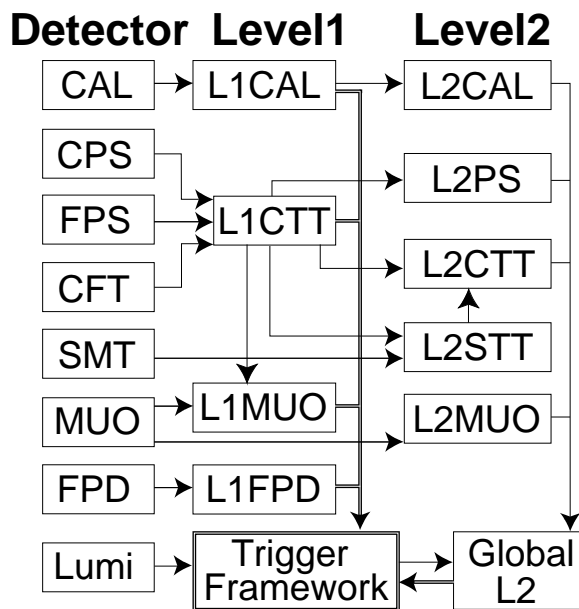 Detector Level1 Level2
CAL L1CAL L2CAL
CPS
L2PS
FPS L1CTT
CFT L2CTT
SMT L2STT
MUO L1MUO L2MUO
FPD L1FPD
Lumi
Trigger
Framework
Global
L2